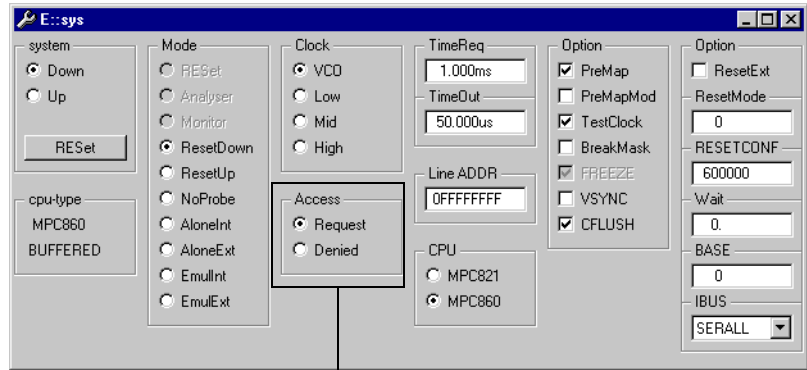 E::sys
system
Down
Up
RESet
cpu-type
MPC860
BUFFERED
Mode
RESet
Analyser
Monitor
ResetDown
ResetUp
NoProbe
AloneInt
AloneExt
EmulInt
EmulExt
Clock
VCO
Low
Mid
High
Access
Request
Denied
TimeReq
1.000ms
TimeOut
50.000us
Line ADDR
0FFFFFFFF
CPU
MPC821
MPC860
Option
PreMap
PreMapMod
TestClock
BreakMask
FREEZE
VSYNC
CFLUSH
Option
ResetExt
ResetMode
0
RESETCONF
600000
Wait
0.
BASE
0
IBUS
SERALL